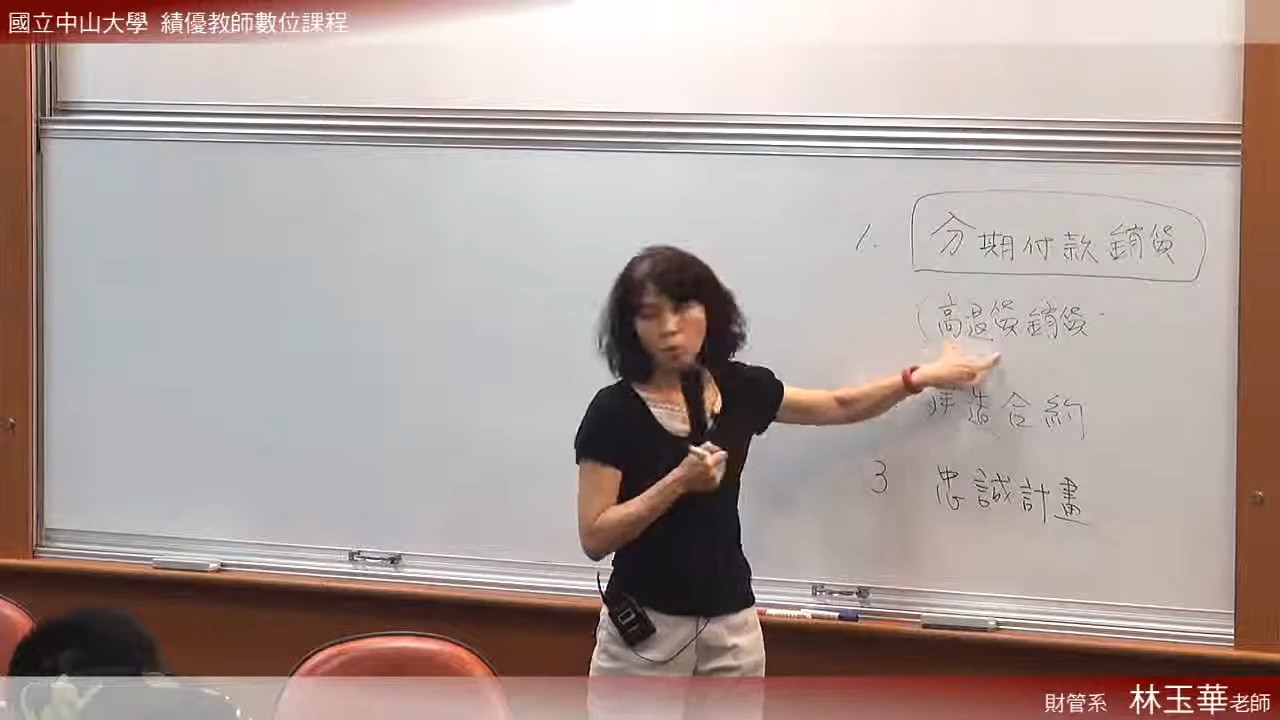 國立中山大學 績優教師數位課程
1. 分期付款銷貨
(高退貨銷貨
建造合約
3 忠誠計畫
財管系 林玉華老師